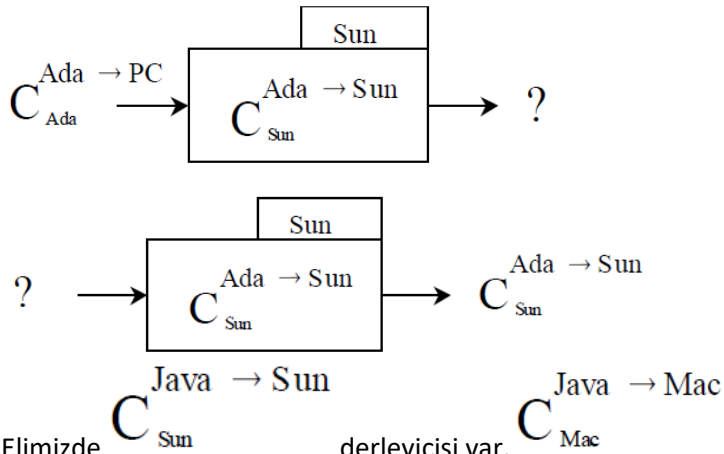 Sun
C Ada Ada → PC
C Sun Ada → Sun
?
Sun
?
C Sun Ada → Sun
C Sun Ada → Sun
Elimizde C Sun Java → Sun derleyicisi var. C Mac Java → Mac